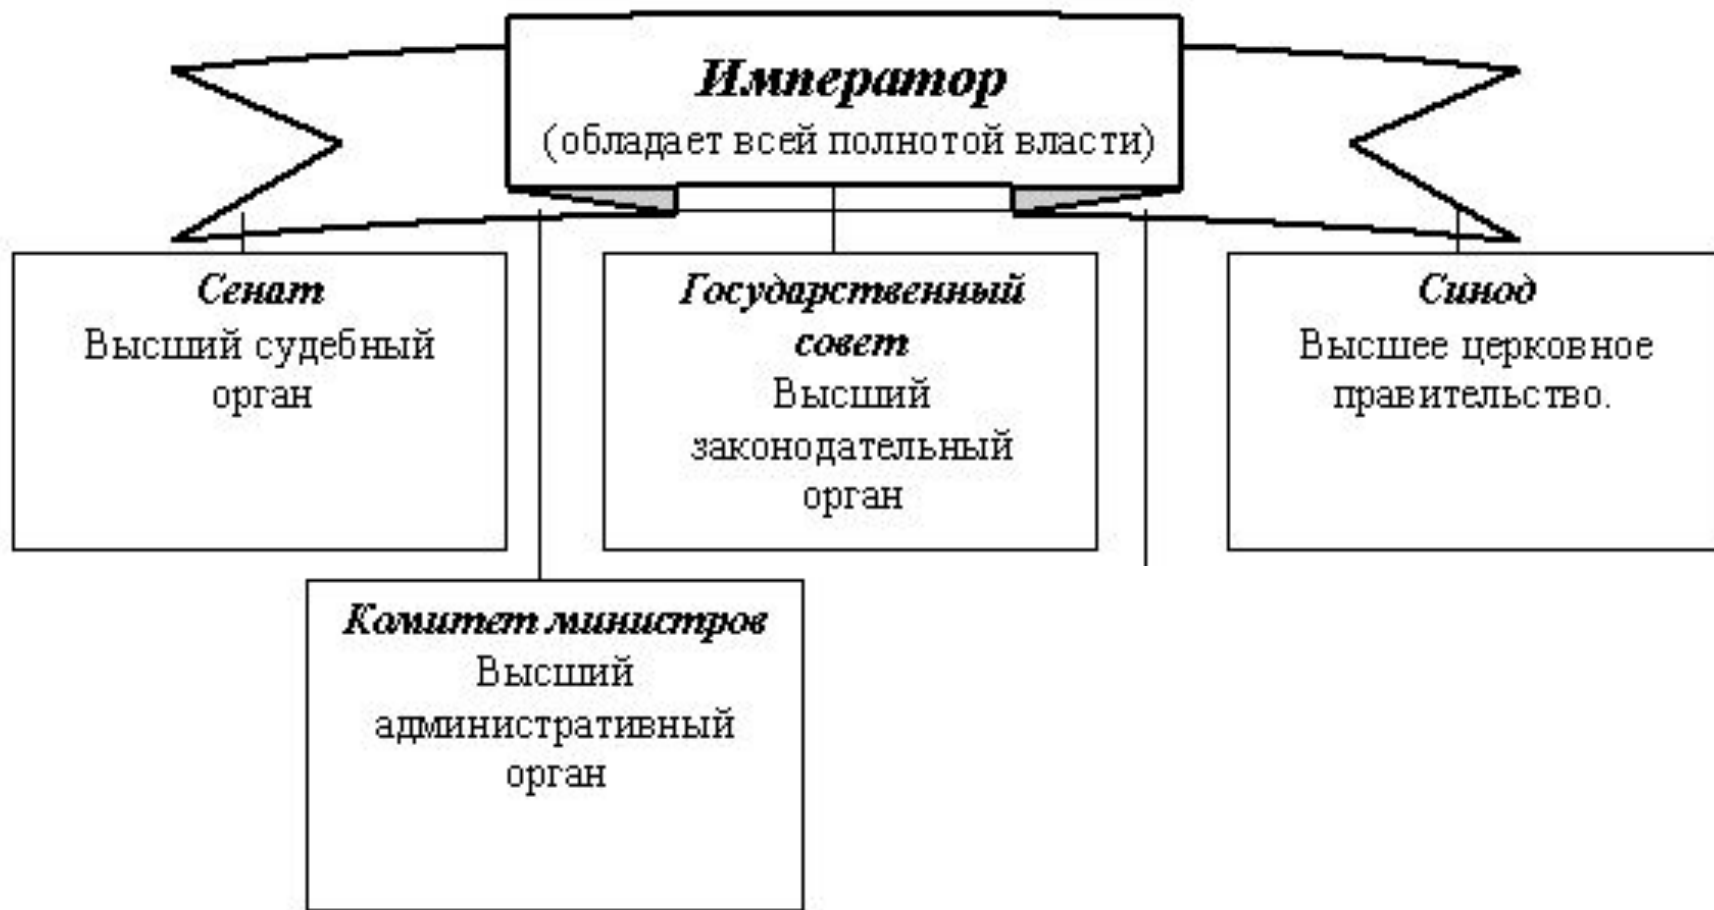 Император
(обладает всей полнотой власти)
Сенат
Высший судебный
орган
Государственный
совет
Высший
законодательный
орган
Синод
Высшее церковное
правительство.
Комитет министров
Высший
административный
орган